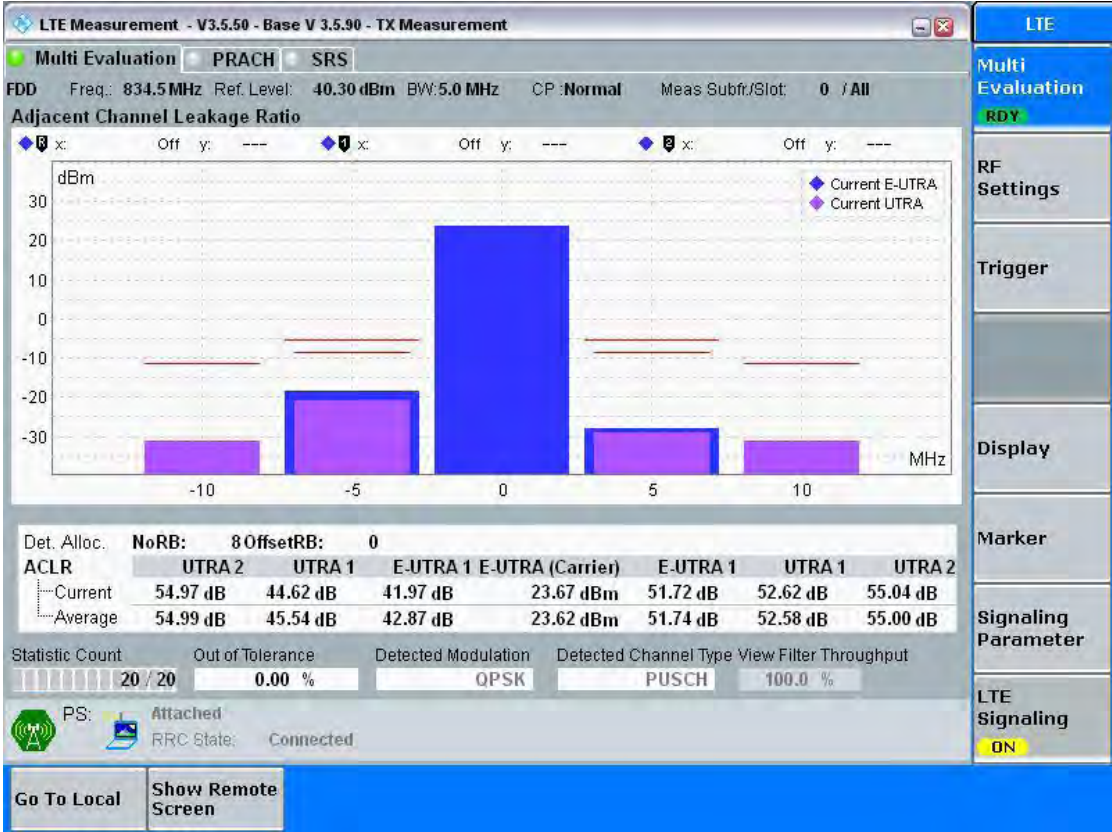 LTE Measurement - V3.5.50 - Base V 3.5.90 - TX Measurement
LTE
Multi Evaluation PRACH SRS
Multi
Evaluation
RDY
FDD Freq.: 834.5 MHz Ref. Level: 40.30 dBm BW: 5.0 MHz CP : Normal Meas Subfr./Slot: 0 / All
Adjacent Channel Leakage Ratio
R x: Off y: --- 1 x: Off y: --- 2 x: Off y: ---
dBm
Current E-UTRA
Current UTRA
30
20
10
0
-10
-20
-30
MHz
-10 -5 0 5 10
RF
Settings
Trigger
Display
Marker
Signaling
Parameter
LTE
Signaling
ON
Det. Alloc. NoRB: 8 OffsetRB: 0
ACLR UTRA 2 UTRA 1 E-UTRA 1 E-UTRA (Carrier) E-UTRA 1 UTRA 1 UTRA 2
Current 54.97 dB 44.62 dB 41.97 dB 23.67 dBm 51.72 dB 52.62 dB 55.04 dB
Average 54.99 dB 45.54 dB 42.87 dB 23.62 dBm 51.74 dB 52.58 dB 55.00 dB
Statistic Count Out of Tolerance Detected Modulation Detected Channel Type View Filter Throughput
20 / 20 0.00 % QPSK PUSCH 100.0 %
PS: Attached
RRC State: Connected
Go To Local
Show Remote
Screen